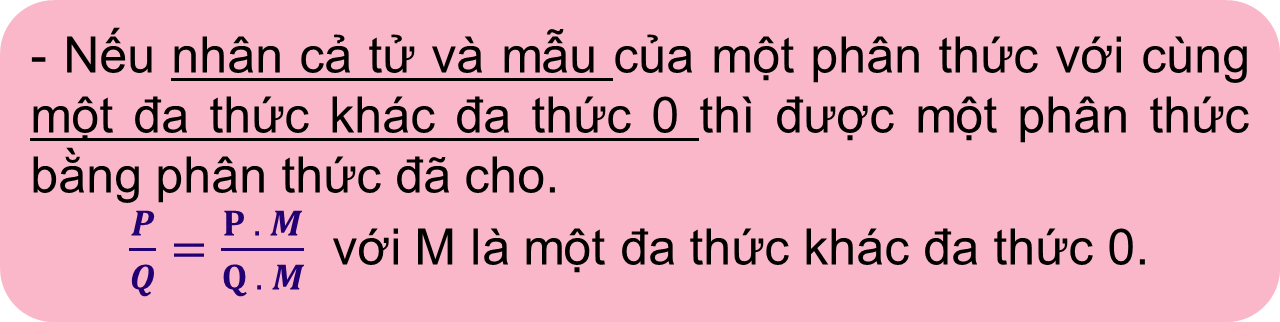 - Nếu nhân cả tử và mẫu của một phân thức với cùng
một đa thức khác đa thức 0 thì được một phân thức
bằng phân thức đã cho.
P/Q = P . M/Q . M với M là một đa thức khác đa thức 0.